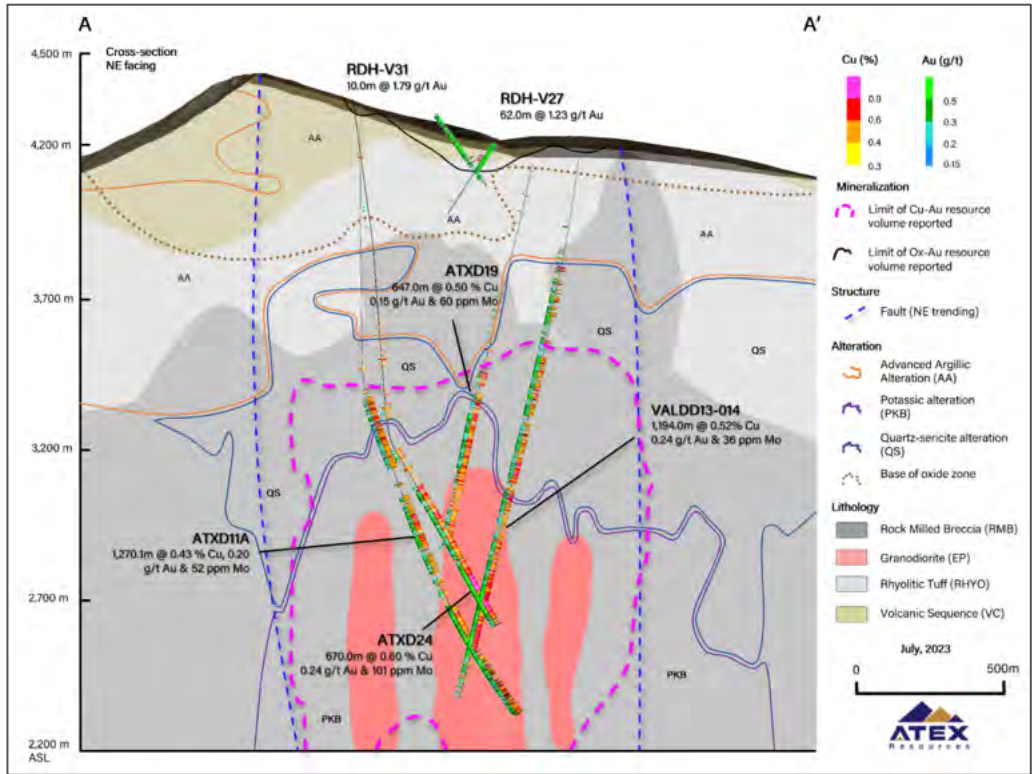 A
A'
Cross-section
NE facing
4,500 m
4,200 m
3,700 m
3,200 m
2,700 m
2,200 m
ASL
RDH-V31
10.0m @ 1.79 g/t Au
RDH-V27
62.0m @ 1.23 g/t Au
AA
AA
AA
AA
ATXD19
647.0m @ 0.50 % Cu
0.15 g/t Au & 60 ppm Mo
QS
QS
QS
QS
VALDD13-014
1,194.0m @ 0.52% Cu
0.24 g/t Au & 36 ppm Mo
ATXD11A
1,270.1m @ 0.43 % Cu, 0.20
g/t Au & 52 ppm Mo
ATXD24
670.0m @ 0.60 % Cu
0.24 g/t Au & 101 ppm Mo
PKB
PKB
Cu (%)
0.9
0.6
0.4
0.3
Au (g/t)
0.5
0.3
0.2
0.15
Mineralization
Limit of Cu-Au resource
volume reported
Limit of Ox-Au resource
volume reported
Structure
Fault (NE trending)
Alteration
Advanced Argillic
Alteration (AA)
Potassic alteration
(PKB)
Quartz-sericite alteration
(QS)
Base of oxide zone
Lithology
Rock Milled Breccia (RMB)
Granodiorite (EP)
Rhyolitic Tuff (RHYO)
Volcanic Sequence (VC)
July, 2023
0 500m
ATEX
Resources